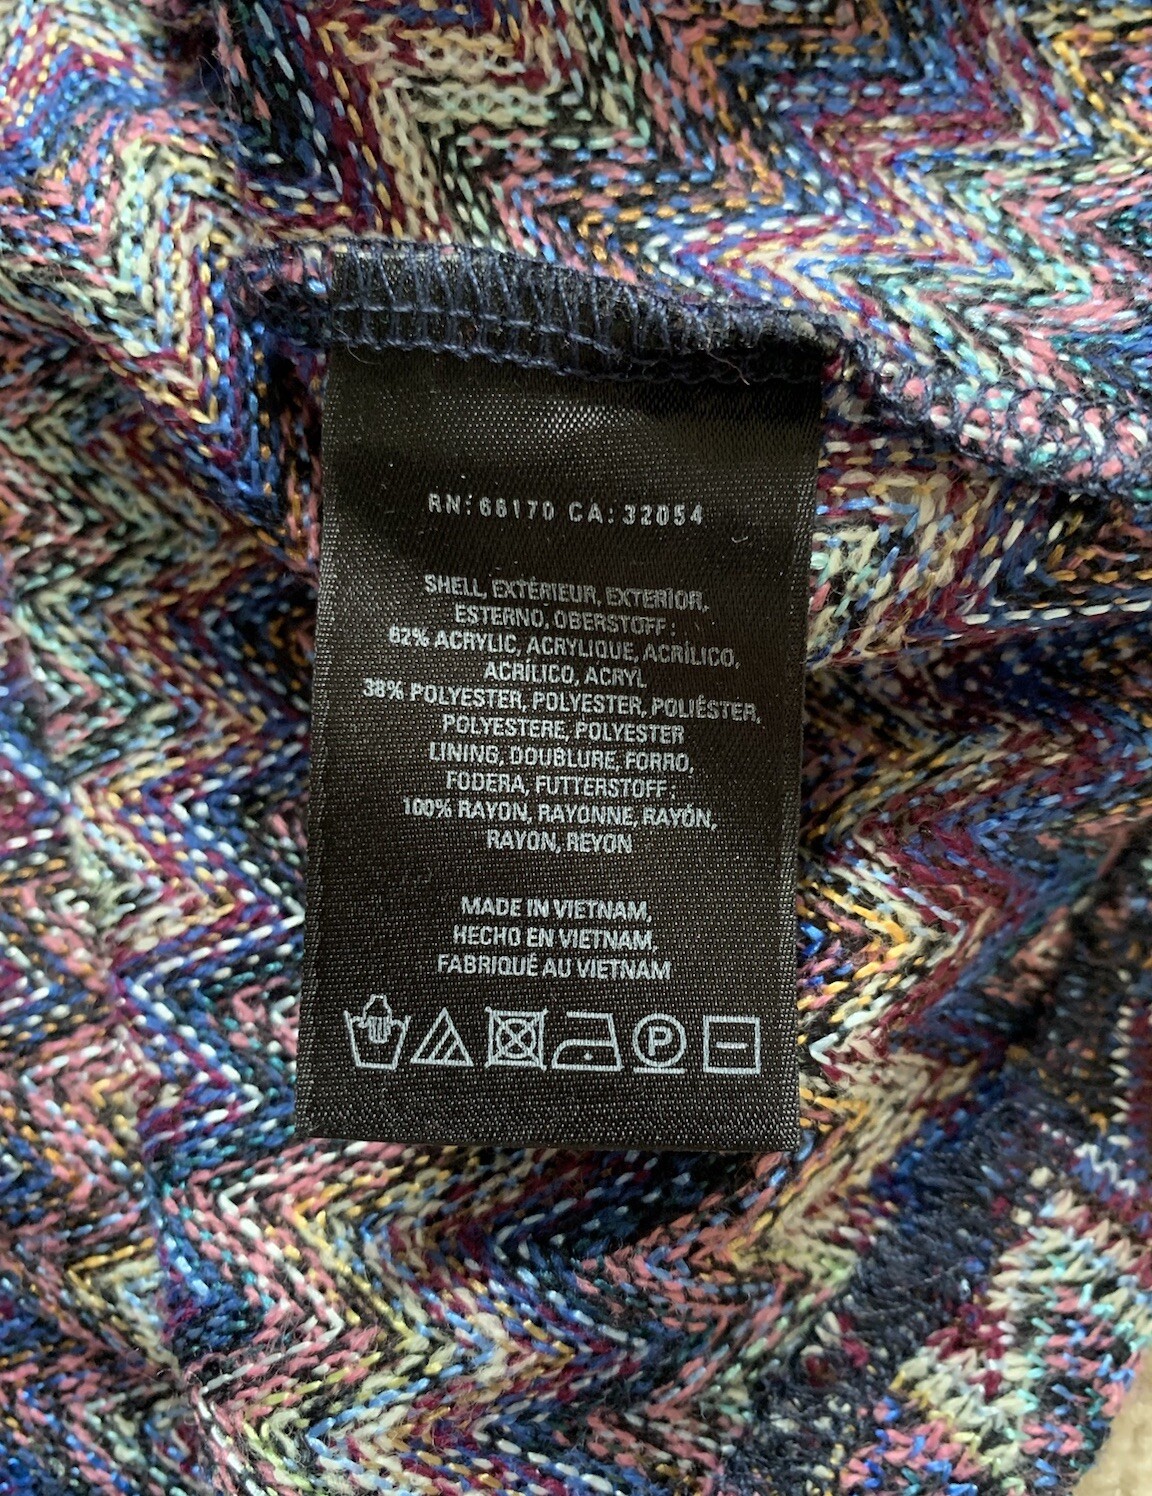 RN: 68170 CA: 32054
SHELL, EXTÉRIEUR, EXTERIOR,
ESTERNO, OBERSTOFF:
62% ACRYLIC, ACRYLIQUE, ACRÍLICO,
ACRÍLICO, ACRYL
38% POLYESTER, POLYESTER, POLIÉSTER,
POLYESTERE, POLYESTER
LINING, DOUBLURE, FORRO,
FODERA, FUTTERSTOFF:
100% RAYON, RAYONNE, RAYÓN,
RAYON, REYON
MADE IN VIETNAM,
HECHO EN VIETNAM,
FABRIQUÉ AU VIETNAM
P